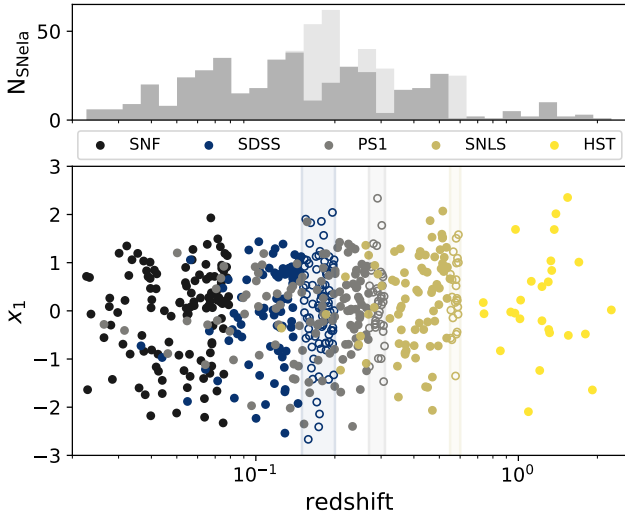 N_SNeIa
50
0
SNF SDSS PS1 SNLS HST
x_1
3
2
1
0
−1
−2
−3
10^−1 10^0
redshift